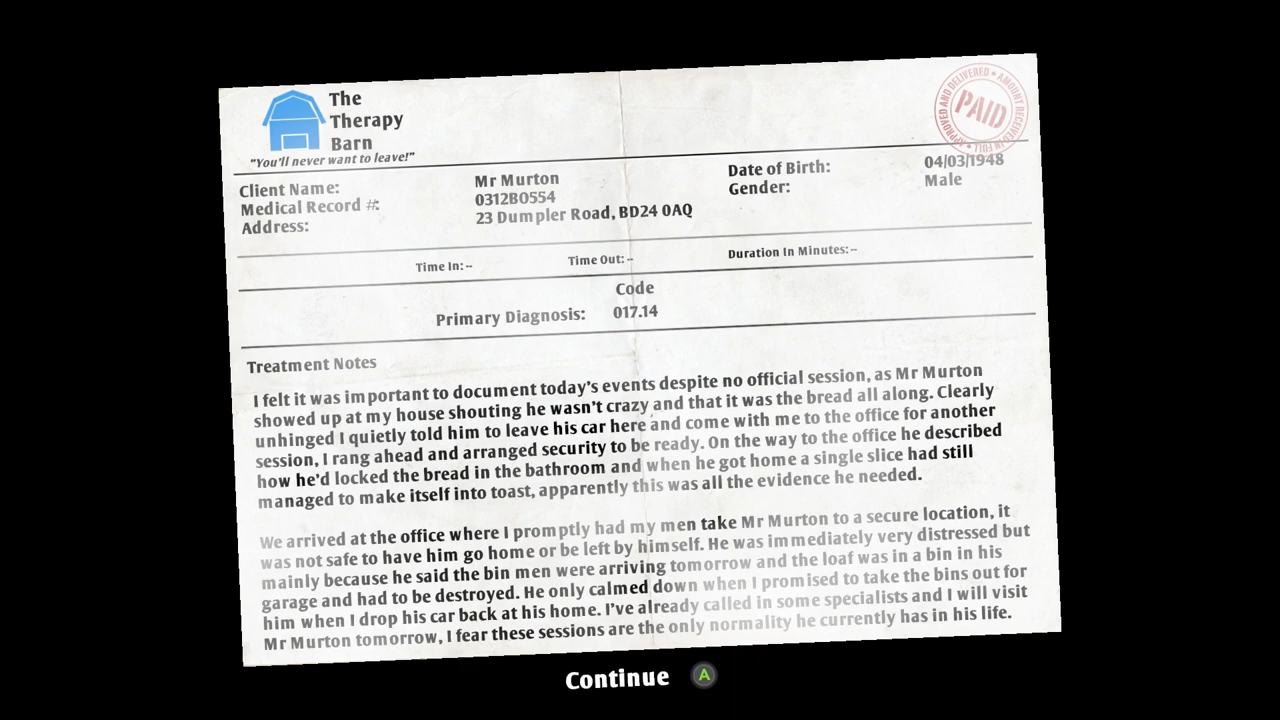 The
Therapy
Barn
"You'll never want to leave!"
APPROVED AND DELIVERED • AMOUNT RECEIVED IN FULL •
PAID
Client Name: Mr Murton Date of Birth: 04/03/1948
Medical Record #: 0312B0554 Gender: Male
Address: 23 Dumpler Road, BD24 0AQ
Time In: -- Time Out: -- Duration In Minutes: --
Code
Primary Diagnosis: 017.14
Treatment Notes
I felt it was important to document today's events despite no official session, as Mr Murton
showed up at my house shouting he wasn't crazy and that it was the bread all along. Clearly
unhinged I quietly told him to leave his car here and come with me to the office for another
session, I rang ahead and arranged security to be ready. On the way to the office he described
how he'd locked the bread in the bathroom and when he got home a single slice had still
managed to make itself into toast, apparently this was all the evidence he needed.
We arrived at the office where I promptly had my men take Mr Murton to a secure location, it
was not safe to have him go home or be left by himself. He was immediately very distressed but
mainly because he said the bin men were arriving tomorrow and the loaf was in a bin in his
garage and had to be destroyed. He only calmed down when I promised to take the bins out for
him when I drop his car back at his home. I've already called in some specialists and I will visit
Mr Murton tomorrow, I fear these sessions are the only normality he currently has in his life.
Continue A